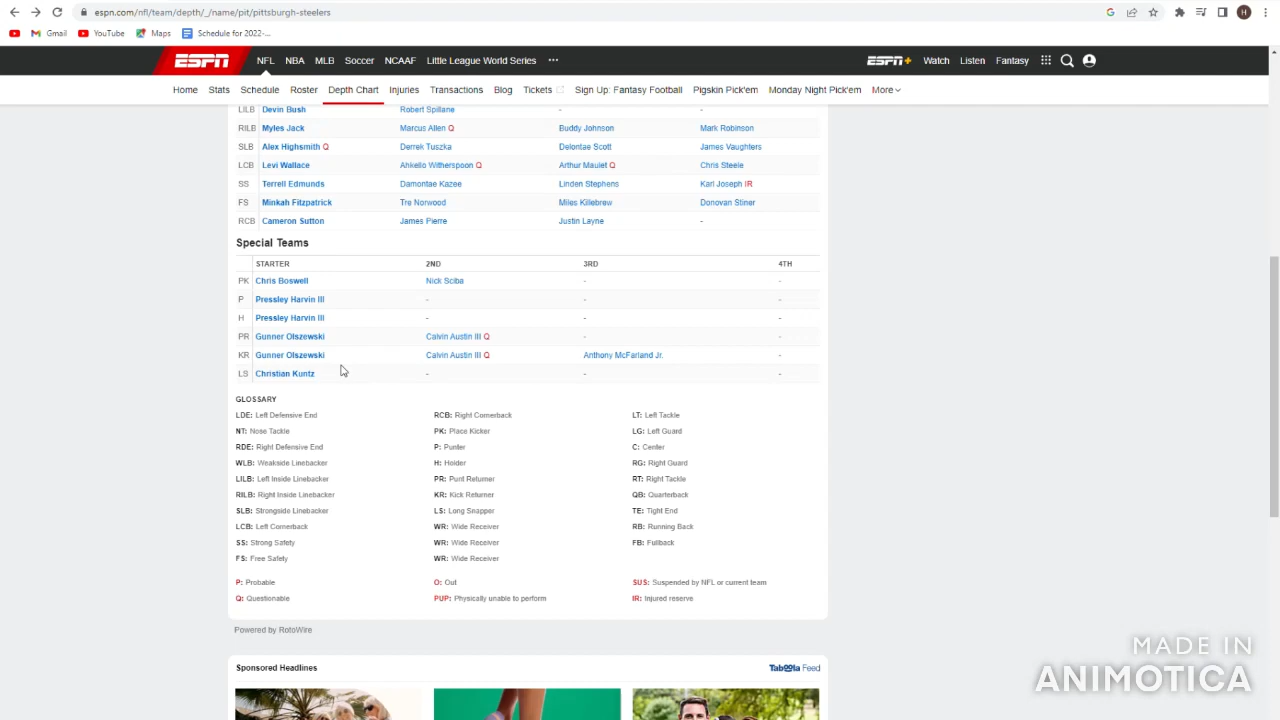 espn.com/nfl/team/depth/_/name/pit/pittsburgh-steelers
Gmail YouTube Maps Schedule for 2022-...
ESPN NFL NBA MLB Soccer NCAAF Little League World Series ••• ESPN+ Watch Listen Fantasy
Home Stats Schedule Roster Depth Chart Injuries Transactions Blog Tickets Sign Up: Fantasy Football Pigskin Pick'em Monday Night Pick'em More
LILB Devin Bush Robert Spillane - -
RILB Myles Jack Marcus Allen Q Buddy Johnson Mark Robinson
SLB Alex Highsmith Q Derrek Tuszka Delontae Scott James Vaughters
LCB Levi Wallace Ahkello Witherspoon Q Arthur Maulet Q Chris Steele
SS Terrell Edmunds Damontae Kazee Linden Stephens Karl Joseph IR
FS Minkah Fitzpatrick Tre Norwood Miles Killebrew Donovan Stiner
RCB Cameron Sutton James Pierre Justin Layne -
Special Teams
STARTER 2ND 3RD 4TH
PK Chris Boswell Nick Sciba - -
P Pressley Harvin III - - -
H Pressley Harvin III - - -
PR Gunner Olszewski Calvin Austin III Q - -
KR Gunner Olszewski Calvin Austin III Q Anthony McFarland Jr. -
LS Christian Kuntz - - -
GLOSSARY
LDE: Left Defensive End RCB: Right Cornerback LT: Left Tackle
NT: Nose Tackle PK: Place Kicker LG: Left Guard
RDE: Right Defensive End P: Punter C: Center
WLB: Weakside Linebacker H: Holder RG: Right Guard
LILB: Left Inside Linebacker PR: Punt Returner RT: Right Tackle
RILB: Right Inside Linebacker KR: Kick Returner QB: Quarterback
SLB: Strongside Linebacker LS: Long Snapper TE: Tight End
LCB: Left Cornerback WR: Wide Receiver RB: Running Back
SS: Strong Safety WR: Wide Receiver FB: Fullback
FS: Free Safety WR: Wide Receiver
P: Probable O: Out SUS: Suspended by NFL or current team
Q: Questionable PUP: Physically unable to perform IR: Injured reserve
Powered by RotoWire
Sponsored Headlines Taboola Feed
MADE IN
ANIMOTICA